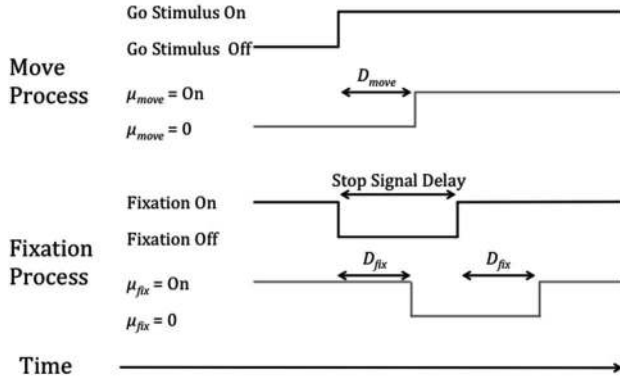 Go Stimulus On
Go Stimulus Off
Move
Process
D_move
μ_move = On
μ_move = 0
Stop Signal Delay
Fixation On
Fixation Off
Fixation
Process
D_fix
D_fix
μ_fix = On
μ_fix = 0
Time